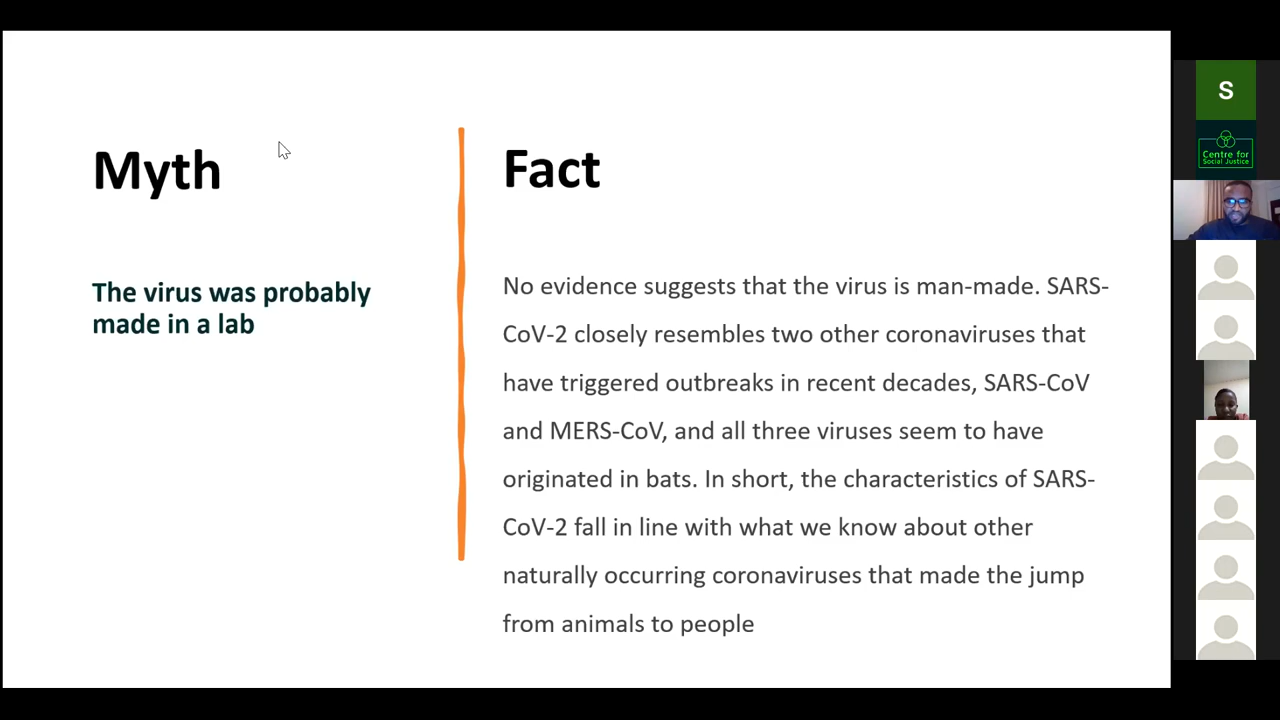 Myth
The virus was probably
made in a lab
Fact
No evidence suggests that the virus is man-made. SARS-
CoV-2 closely resembles two other coronaviruses that
have triggered outbreaks in recent decades, SARS-CoV
and MERS-CoV, and all three viruses seem to have
originated in bats. In short, the characteristics of SARS-
CoV-2 fall in line with what we know about other
naturally occurring coronaviruses that made the jump
from animals to people
S
Centre for
Social Justice